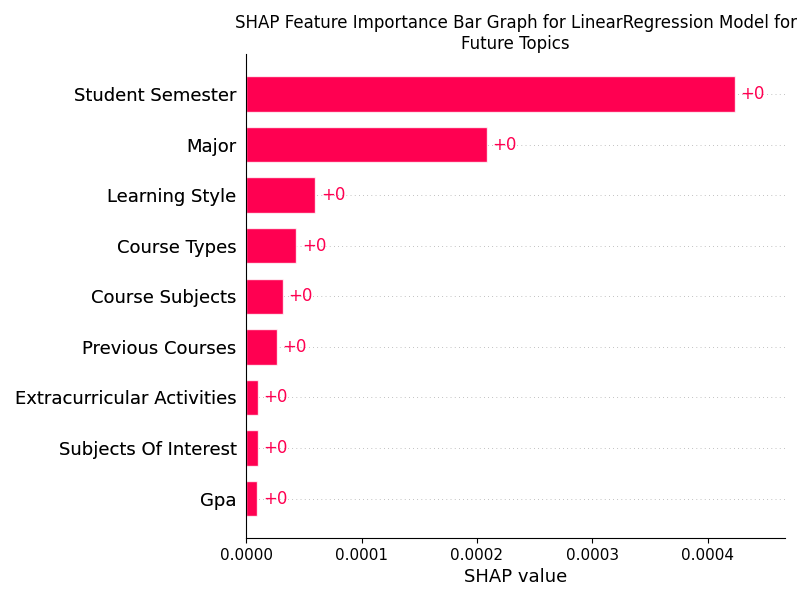 SHAP Feature Importance Bar Graph for LinearRegression Model for
Future Topics
Student Semester +0
Major +0
Learning Style +0
Course Types +0
Course Subjects +0
Previous Courses +0
Extracurricular Activities +0
Subjects Of Interest +0
Gpa +0
0.0000 0.0001 0.0002 0.0003 0.0004
SHAP value